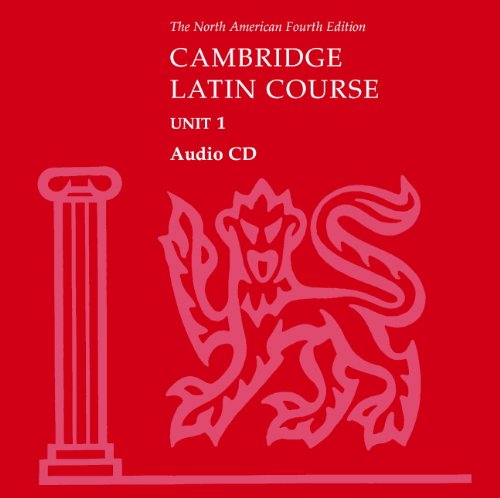 The North American Fourth Edition
CAMBRIDGE
LATIN COURSE
UNIT 1
Audio CD